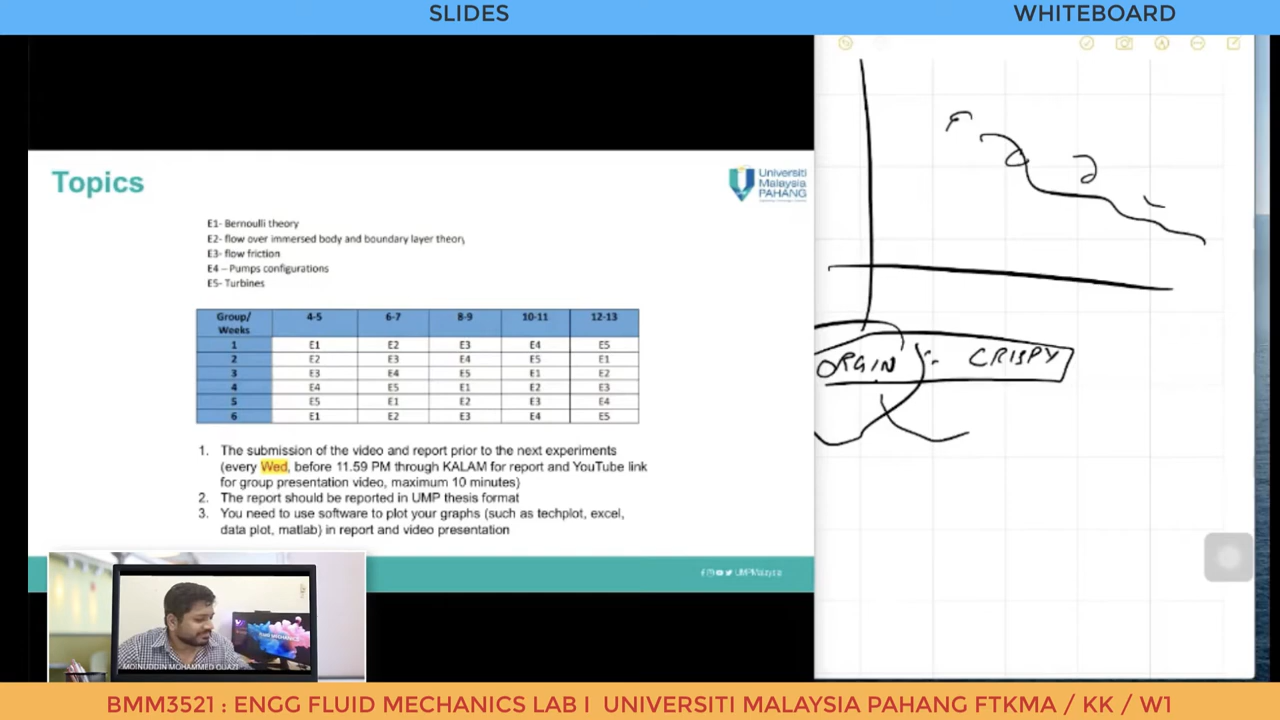 SLIDES
WHITEBOARD
Topics
Universiti
Malaysia
PAHANG
E1- Bernoulli theory
E2- flow over immersed body and boundary layer theory
E3- flow friction
E4 – Pumps configurations
E5- Turbines
Group/ Weeks 4-5 6-7 8-9 10-11 12-13
1 E1 E2 E3 E4 E5
2 E2 E3 E4 E5 E1
3 E3 E4 E5 E1 E2
4 E4 E5 E1 E2 E3
5 E5 E1 E2 E3 E4
6 E1 E2 E3 E4 E5
1. The submission of the video and report prior to the next experiments
(every Wed, before 11.59 PM through KALAM for report and YouTube link
for group presentation video, maximum 10 minutes)
2. The report should be reported in UMP thesis format
3. You need to use software to plot your graphs (such as techplot, excel,
data plot, matlab) in report and video presentation
UMPMalaysia
ORGIN :- CRISPY
MOINUDDIN MOHAMMED QUAZI
BMM3521 : ENGG FLUID MECHANICS LAB I UNIVERSITI MALAYSIA PAHANG FTKMA / KK / W1